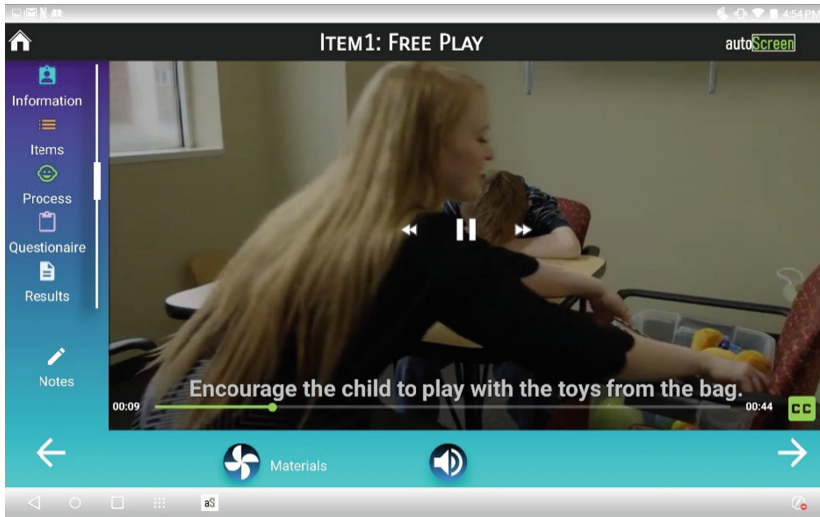 4:54 PM
ITEM1: FREE PLAY
autoScreen
Information
Items
Process
Questionaire
Results
Notes
Encourage the child to play with the toys from the bag.
00:09
00:44
CC
Materials
aS